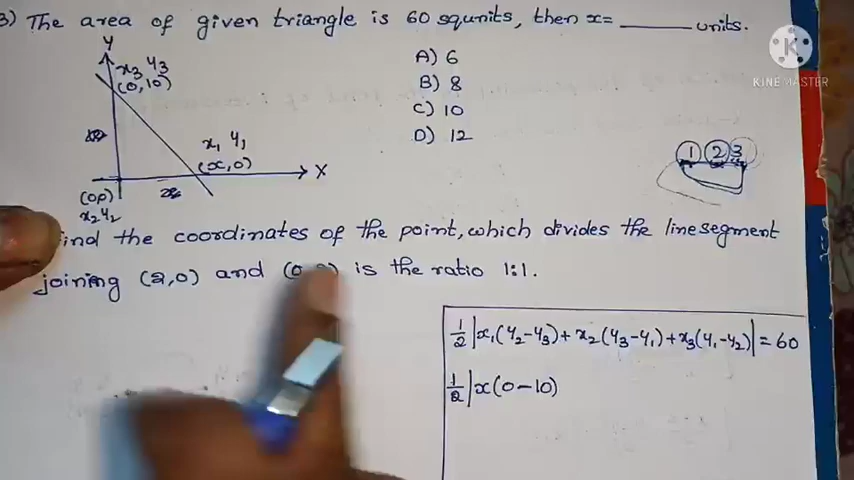 3) The area of given triangle is 60 squnits, then x= ______ units.
Y
x3 y3
(0,10)
x1 y1
(x,0)
X
(0,0)
x2 y2
A) 6
B) 8
C) 10
D) 12
1 2 3
K
KINE MASTER
ind the coordinates of the point, which divides the linesegment
joining (2,0) and is the ratio 1:1.
1/2 |x1(y2-y3)+x2(y3-y1)+x3(y1-y2)| = 60
1/2 |x(0-10)